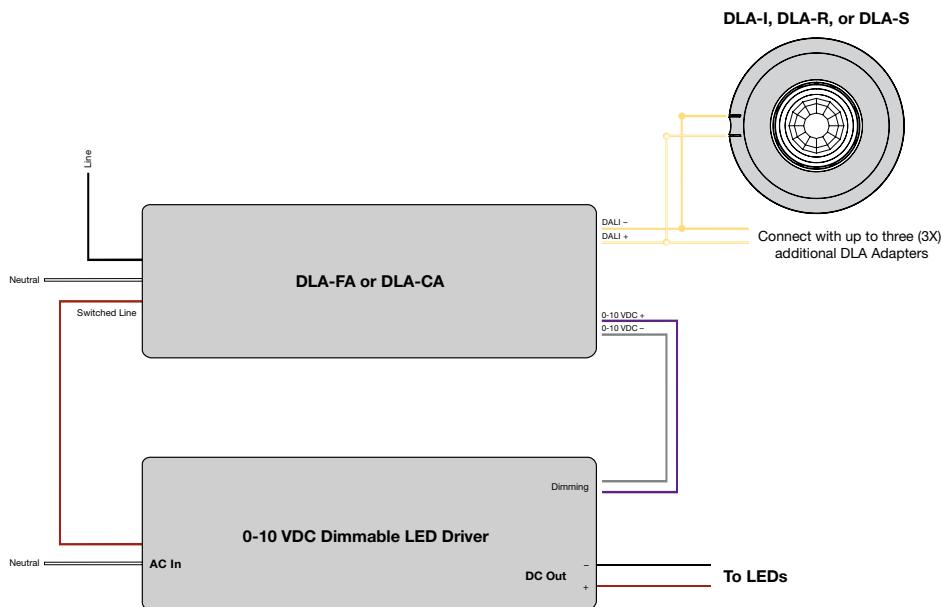 DLA-I, DLA-R, or DLA-S
Line
DALI –
DALI +
Connect with up to three (3X)
additional DLA Adapters
Neutral
DLA-FA or DLA-CA
Switched Line
0-10 VDC +
0-10 VDC –
Dimming
0-10 VDC Dimmable LED Driver
Neutral
AC In
DC Out
–
+
To LEDs